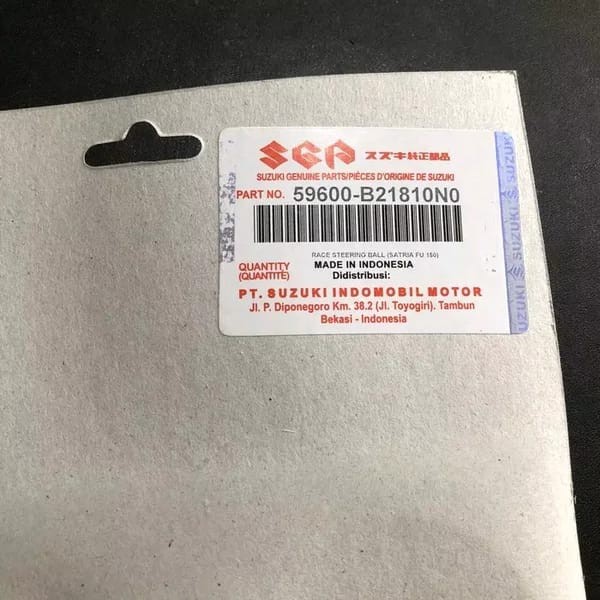 SGP スズキ純正部品
SUZUKI GENUINE PARTS/PIÈCES D'ORIGINE DE SUZUKI
PART NO. 59600-B21810N0
RACE STEERING BALL (SATRIA FU 150)
QUANTITY MADE IN INDONESIA
(QUANTITÉ) Didistribusi:
PT. SUZUKI INDOMOBIL MOTOR
Jl. P. Diponegoro Km. 38.2 (Jl. Toyogiri). Tambun
Bekasi - Indonesia
SUZUKI
SUZUKI
SUZUKI